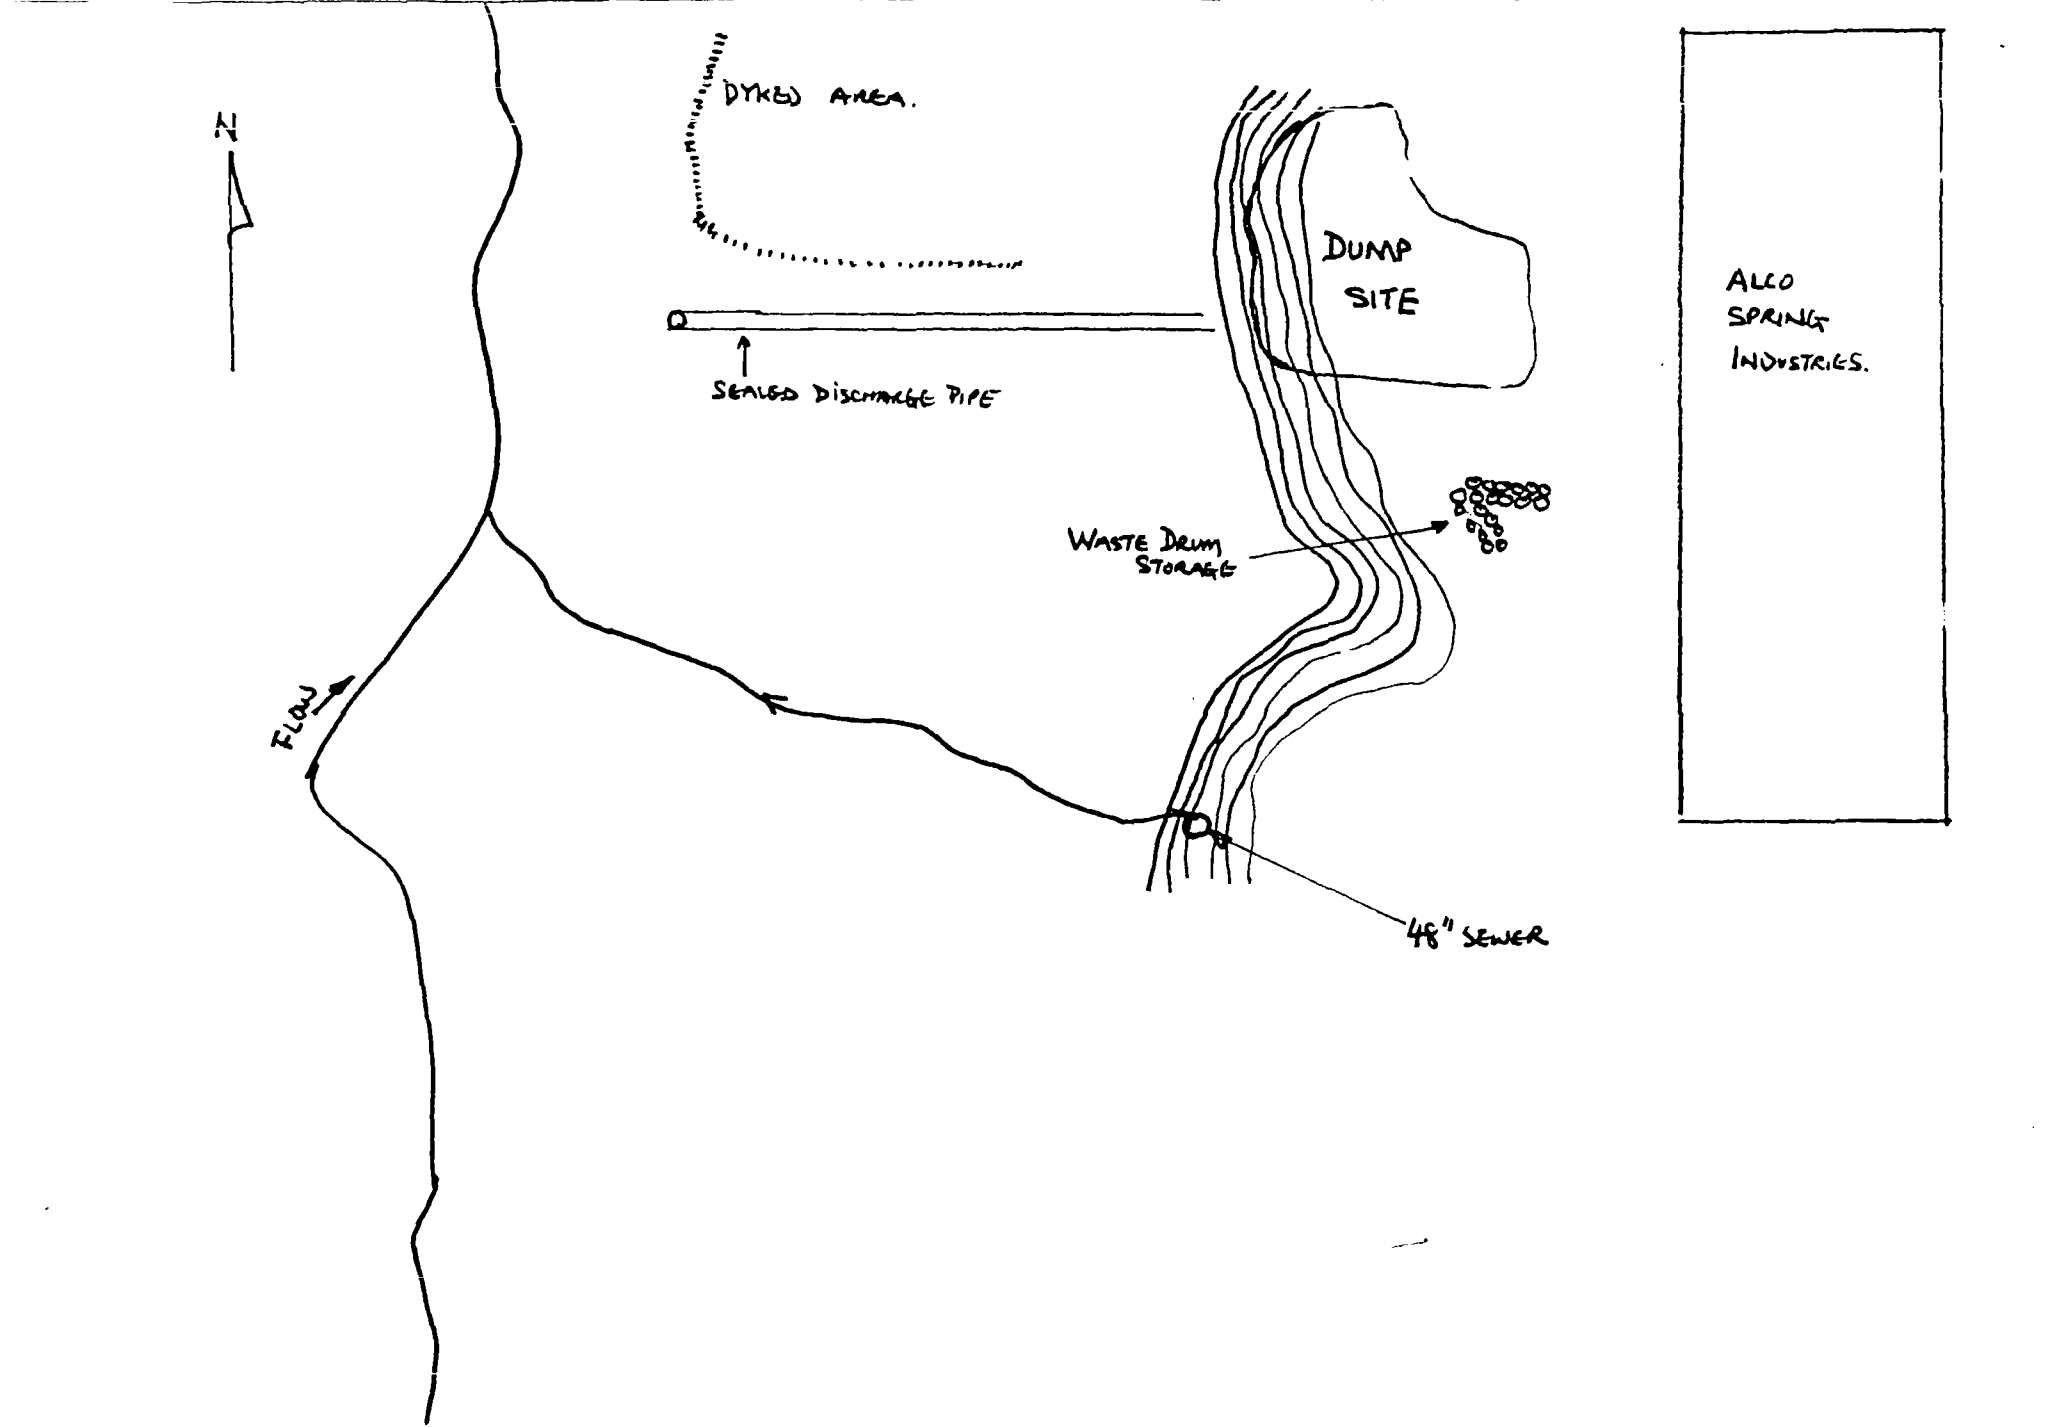 N
DYKED AREA.
DUMP
SITE
ALCO
SPRING
INDUSTRIES.
SEALED DISCHARGE PIPE
WASTE DRUM
STORAGE
FLOW
48" SEWER